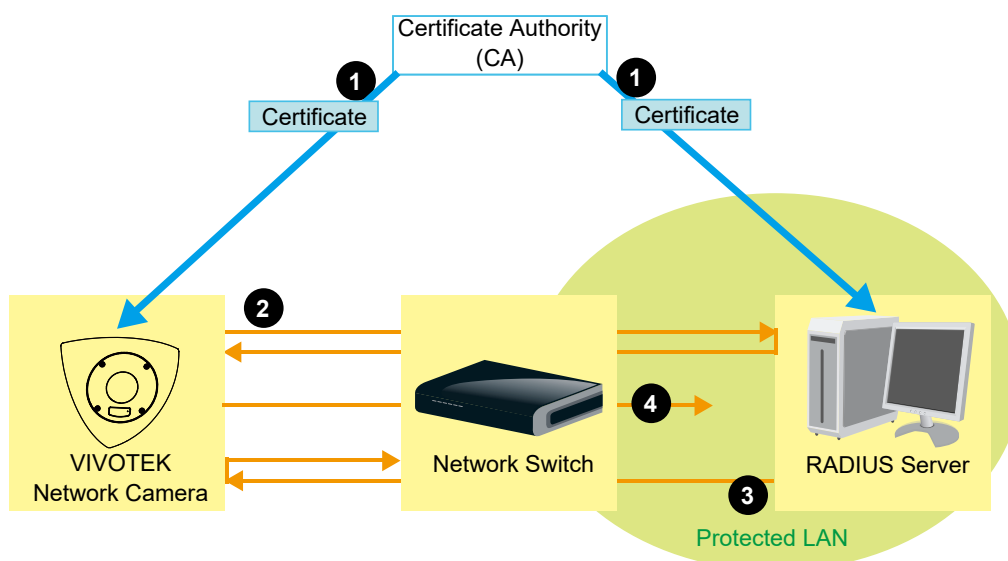 Certificate Authority
(CA)
1
1
Certificate
Certificate
2
4
VIVOTEK
Network Camera
Network Switch
RADIUS Server
3
Protected LAN